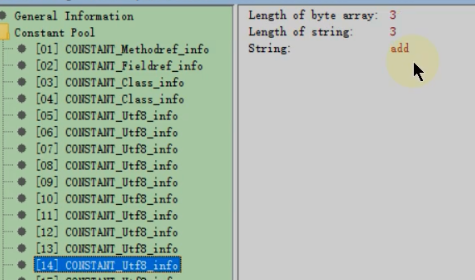 General Information
Constant Pool
[01] CONSTANT_Methodref_info
[02] CONSTANT_Fieldref_info
[03] CONSTANT_Class_info
[04] CONSTANT_Class_info
[05] CONSTANT_Utf8_info
[06] CONSTANT_Utf8_info
[07] CONSTANT_Utf8_info
[08] CONSTANT_Utf8_info
[09] CONSTANT_Utf8_info
[10] CONSTANT_Utf8_info
[11] CONSTANT_Utf8_info
[12] CONSTANT_Utf8_info
[13] CONSTANT_Utf8_info
[14] CONSTANT_Utf8_info
Length of byte array: 3
Length of string: 3
String: add